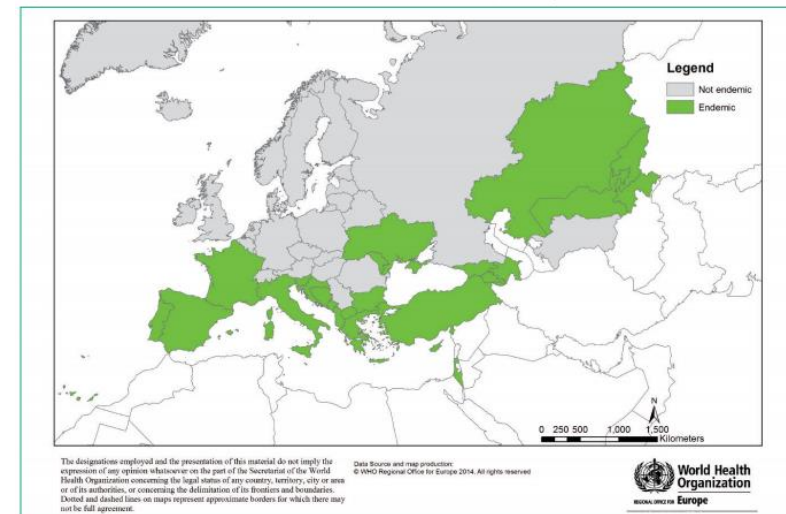 Legend
Not endemic
Endemic
N
0 250 500 1,000 1,500
Kilometers
The designations employed and the presentation of this material do not imply the
expression of any opinion whatsoever on the part of the Secretariat of the World
Health Organization concerning the legal status of any country, territory, city or area
or of its authorities, or concerning the delimitation of its frontiers and boundaries.
Dotted and dashed lines on maps represent approximate borders for which there may
not be full agreement.
Data Source and map production:
© WHO Regional Office for Europe 2014. All rights reserved
World Health
Organization
REGIONAL OFFICE FOR Europe